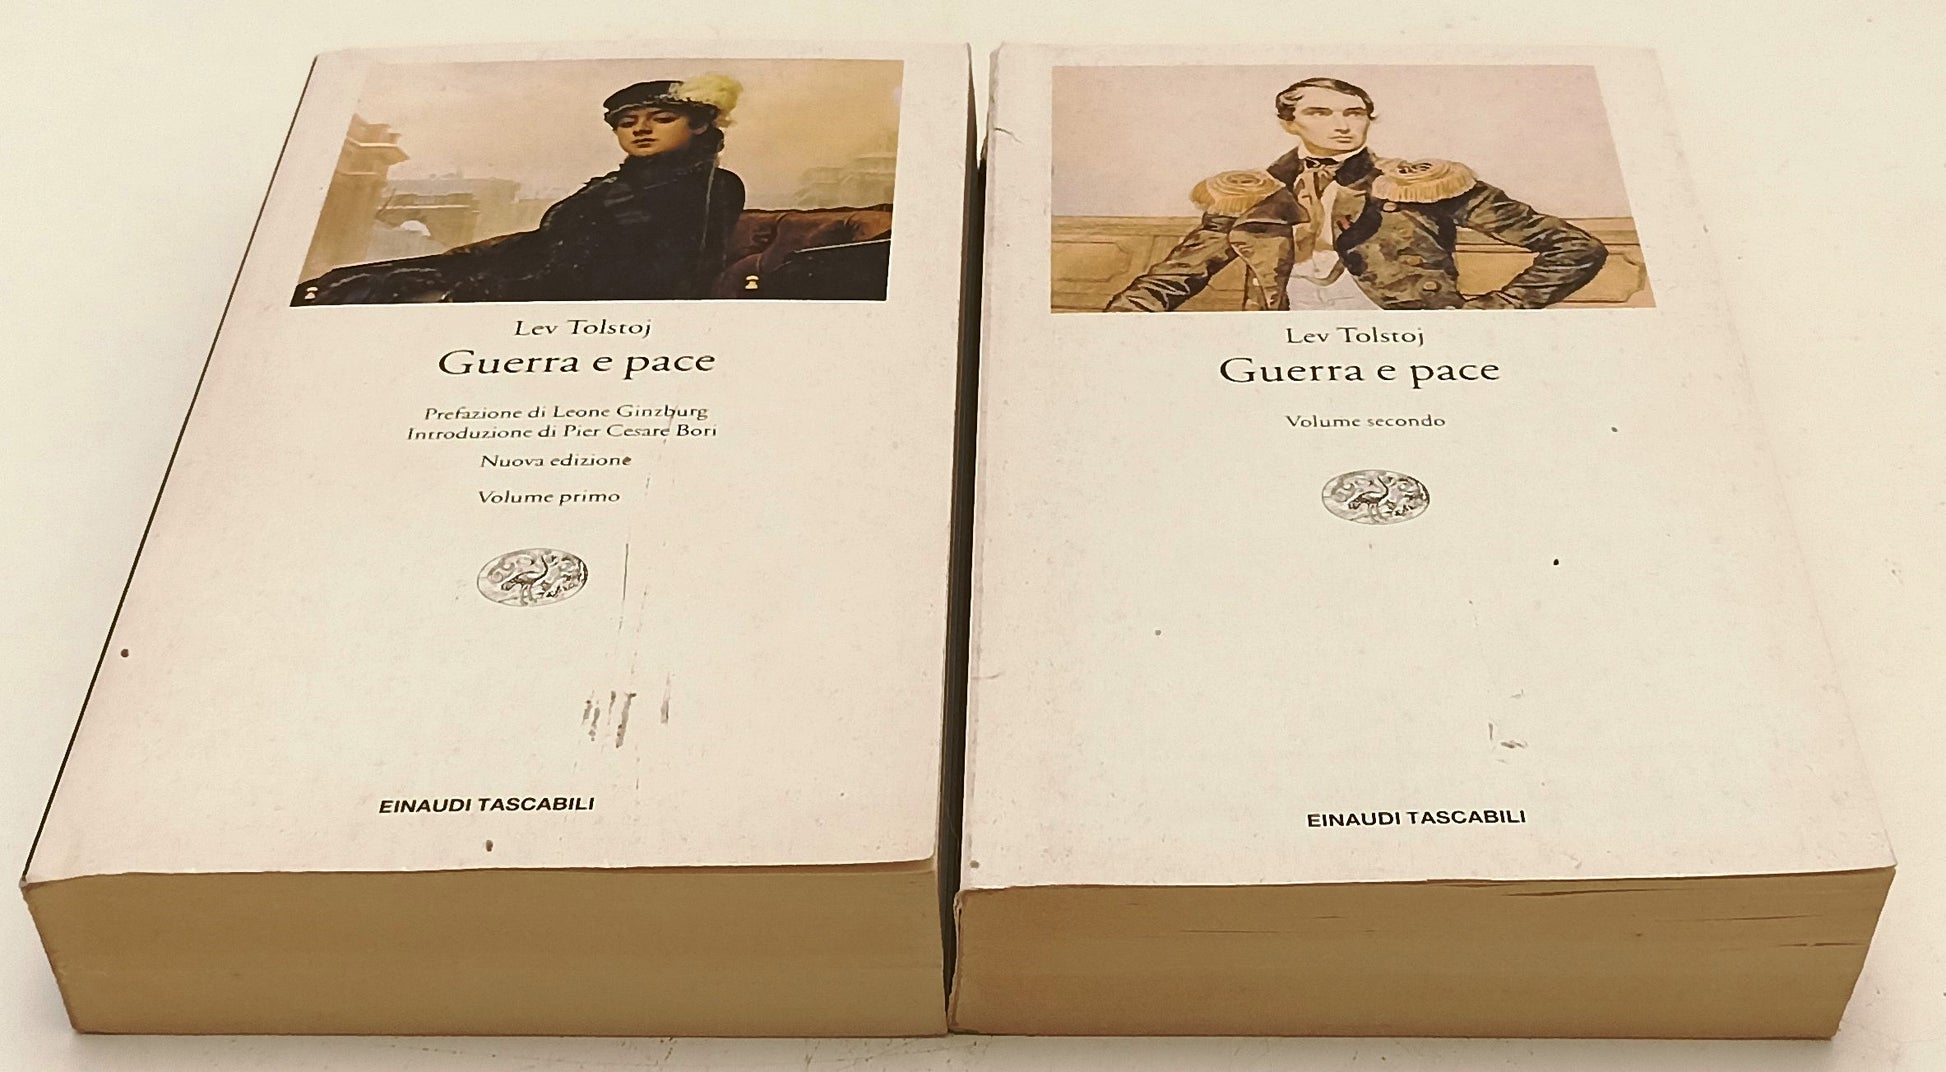 Lev Tolstoj
Guerra e pace
Prefazione di Leone Ginzburg
Introduzione di Pier Cesare Bori
Nuova edizione
Volume primo
EINAUDI TASCABILI
Lev Tolstoj
Guerra e pace
Volume secondo
EINAUDI TASCABILI